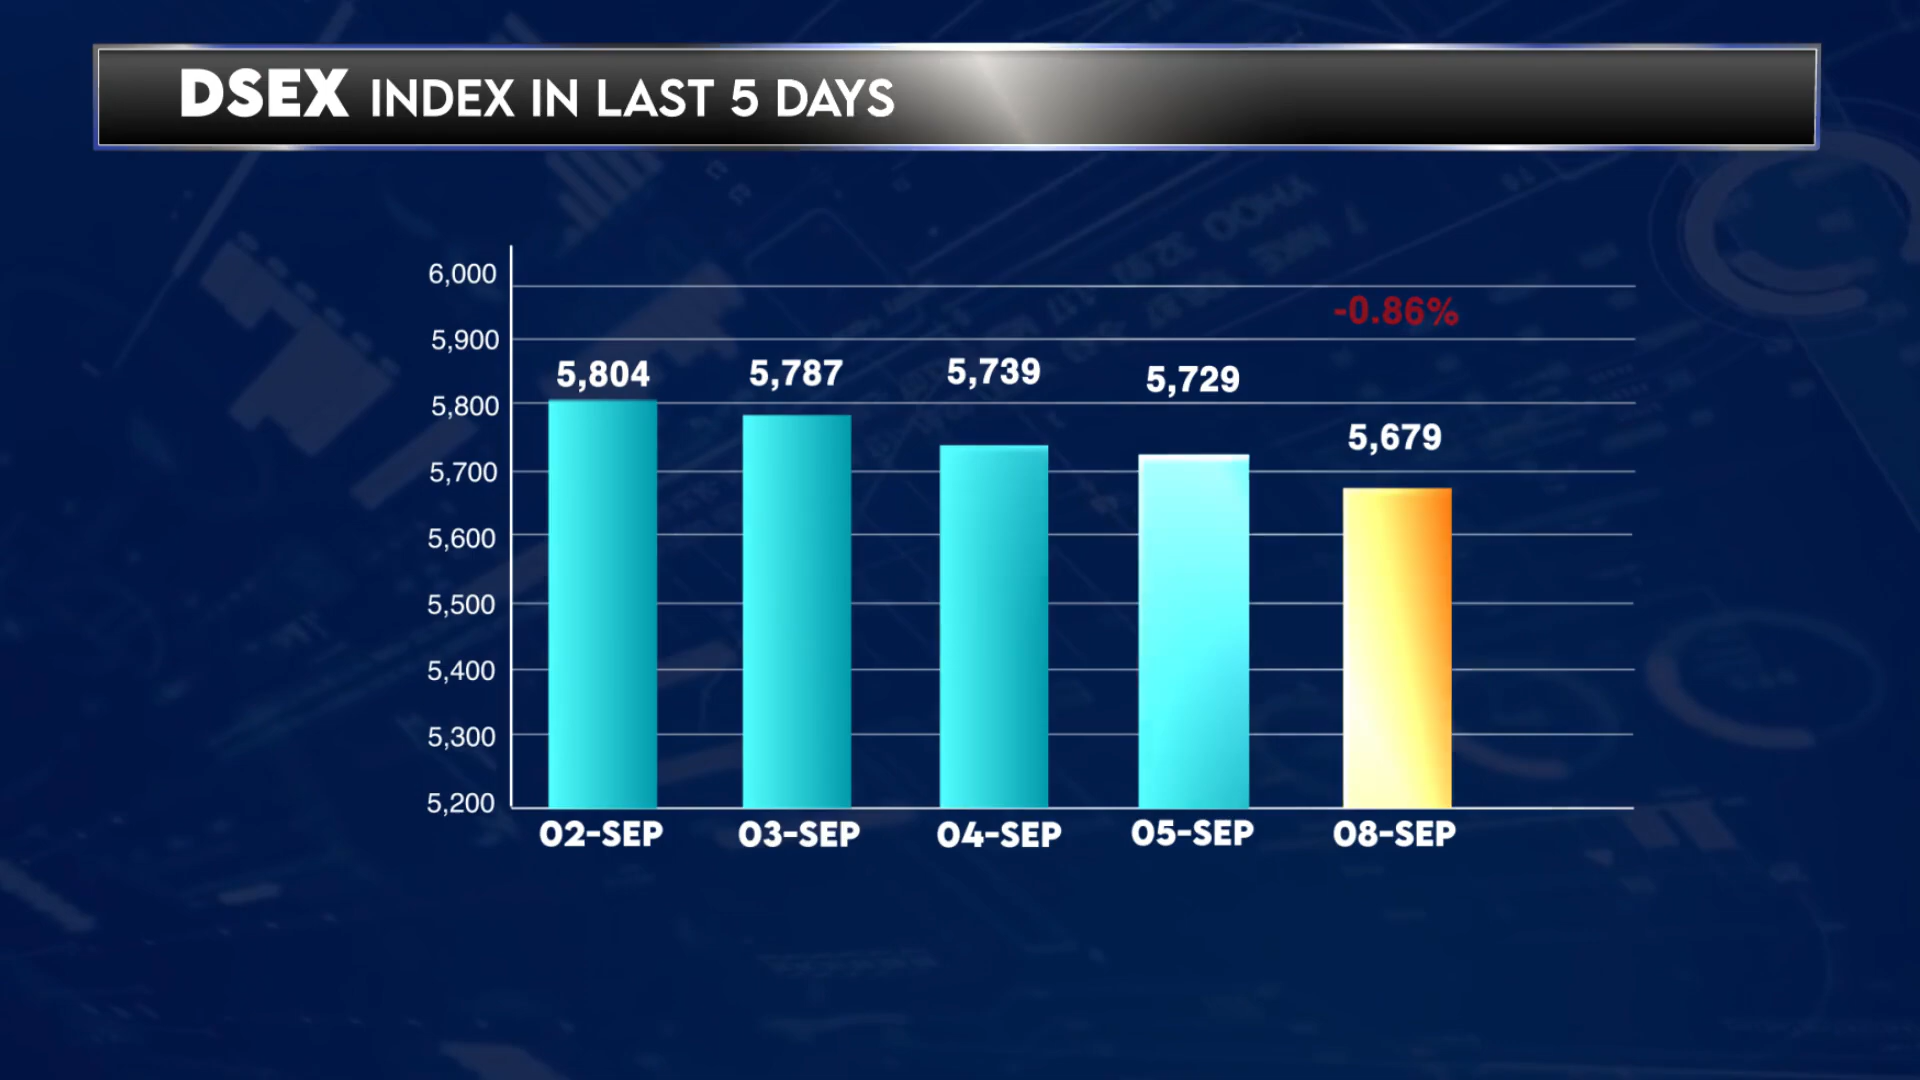 DSEX INDEX IN LAST 5 DAYS
6,000
-0.86%
5,900
5,804
5,787
5,739
5,729
5,800
5,679
5,700
5,600
5,500
5,400
5,300
5,200
02-SEP
03-SEP
04-SEP
05-SEP
08-SEP